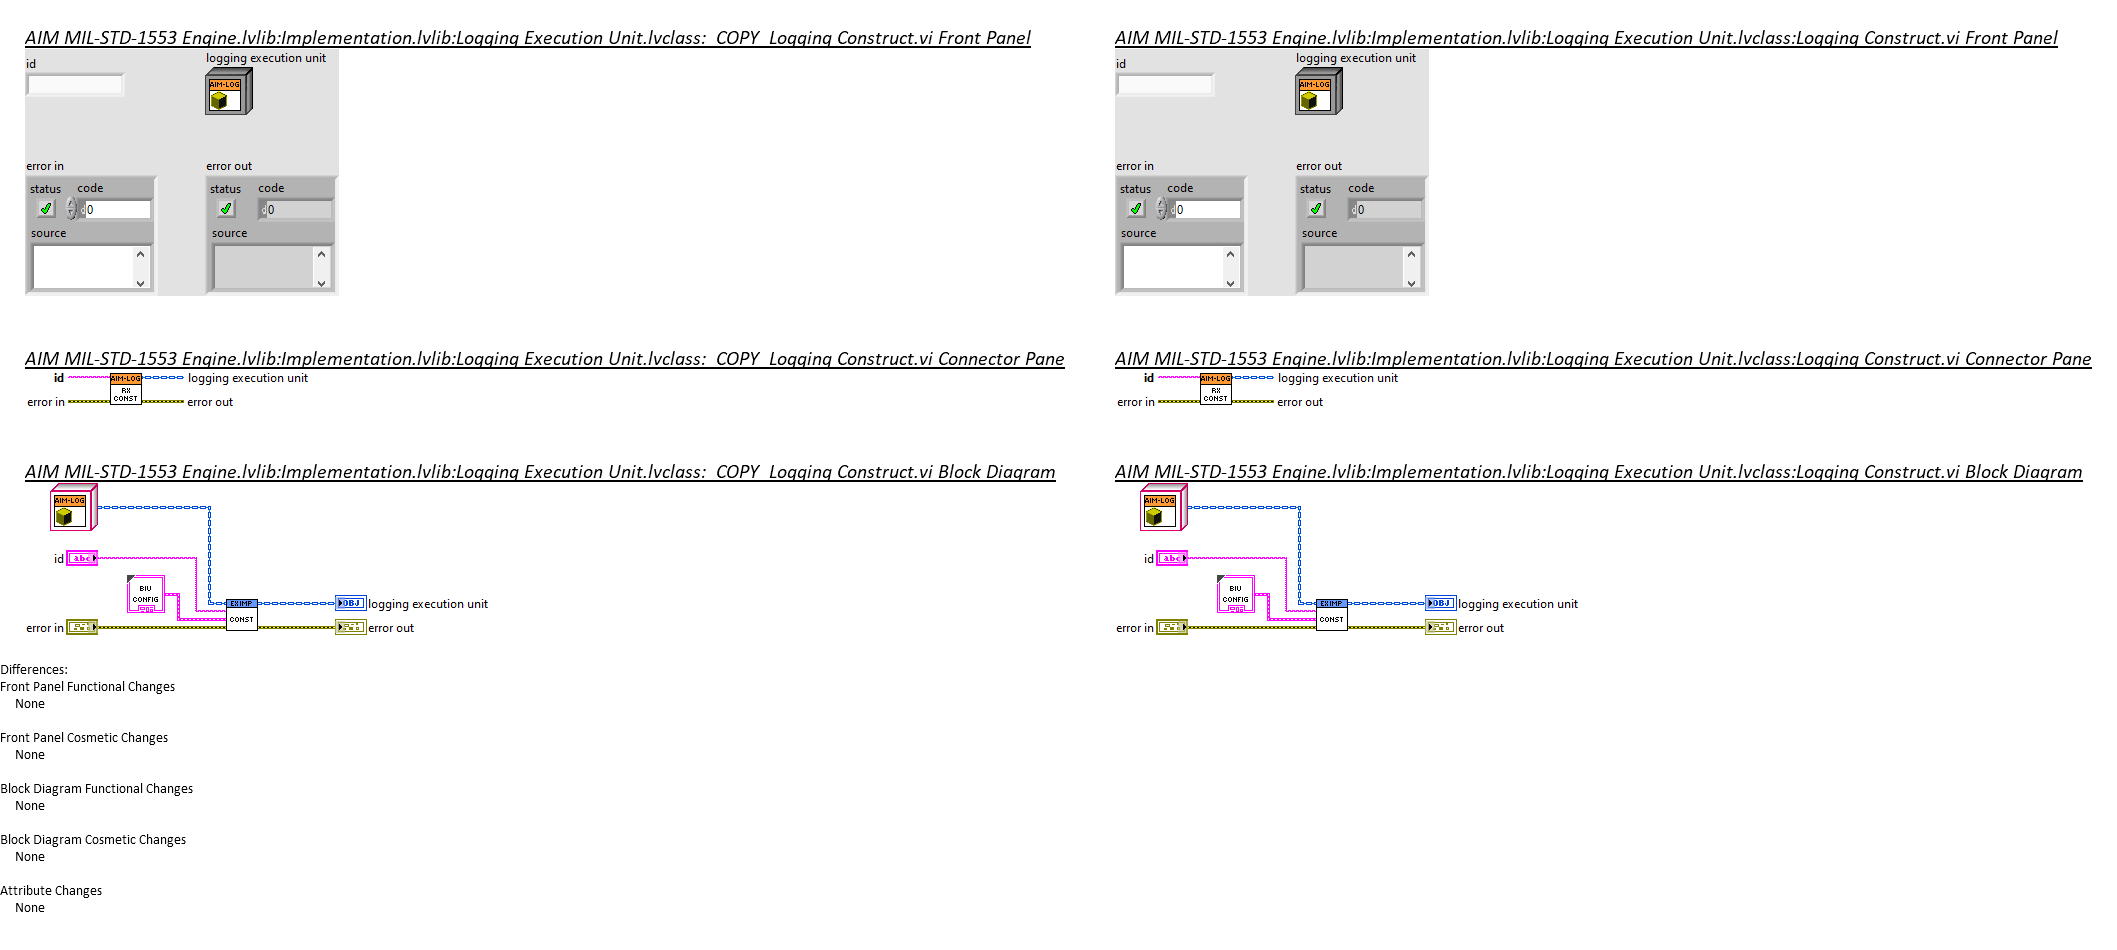 AIM MIL-STD-1553 Engine.lvlib:Implementation.lvlib:Logging Execution Unit.lvclass:_COPY_Logging Construct.vi Front Panel
id
logging execution unit
AIM-LOG
error in
error out
status code
d 0
source
status code
d 0
source
AIM MIL-STD-1553 Engine.lvlib:Implementation.lvlib:Logging Execution Unit.lvclass:Logging Construct.vi Front Panel
id
logging execution unit
AIM-LOG
error in
error out
status code
d 0
source
status code
d 0
source
AIM MIL-STD-1553 Engine.lvlib:Implementation.lvlib:Logging Execution Unit.lvclass:_COPY_Logging Construct.vi Connector Pane
id
AIM-LOG
RX
CONST
logging execution unit
error in
error out
AIM MIL-STD-1553 Engine.lvlib:Implementation.lvlib:Logging Execution Unit.lvclass:Logging Construct.vi Connector Pane
id
AIM-LOG
RX
CONST
logging execution unit
error in
error out
AIM MIL-STD-1553 Engine.lvlib:Implementation.lvlib:Logging Execution Unit.lvclass:_COPY_Logging Construct.vi Block Diagram
AIM-LOG
id
abc
BIU
CONFIG
EXIMP
CONST
OBJ
logging execution unit
error in
error out
AIM MIL-STD-1553 Engine.lvlib:Implementation.lvlib:Logging Execution Unit.lvclass:Logging Construct.vi Block Diagram
AIM-LOG
id
abc
BIU
CONFIG
EXIMP
CONST
OBJ
logging execution unit
error in
error out
Differences:
Front Panel Functional Changes
None
Front Panel Cosmetic Changes
None
Block Diagram Functional Changes
None
Block Diagram Cosmetic Changes
None
Attribute Changes
None